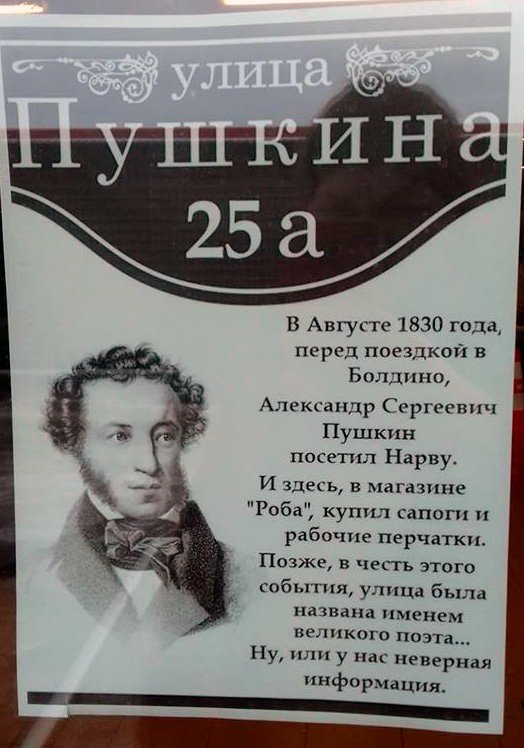 улица
Пушкина
25 а
В Августе 1830 года,
перед поездкой в
Болдино,
Александр Сергеевич
Пушкин
посетил Нарву.
И здесь, в магазине
"Роба", купил сапоги и
рабочие перчатки.
Позже, в честь этого
события, улица была
названа именем
великого поэта...
Ну, или у нас неверная
информация.